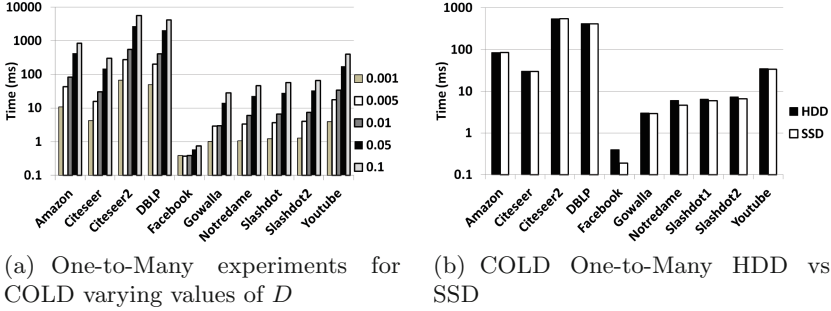 10000
1000
100
10
1
0.1
Time (ms)
Amazon
Citeseer
Citeseer2
DBLP
Facebook
Gowalla
Notredame
Slashdot
Slashdot2
Youtube
0.001
0.005
0.01
0.05
0.1
1000
100
10
1
0.1
Time (ms)
Amazon
Citeseer
Citeseer2
DBLP
Facebook
Gowalla
Notredame
Slashdot1
Slashdot2
Youtube
HDD
SSD
(a) One-to-Many experiments for
COLD varying values of D
(b) COLD One-to-Many HDD vs
SSD